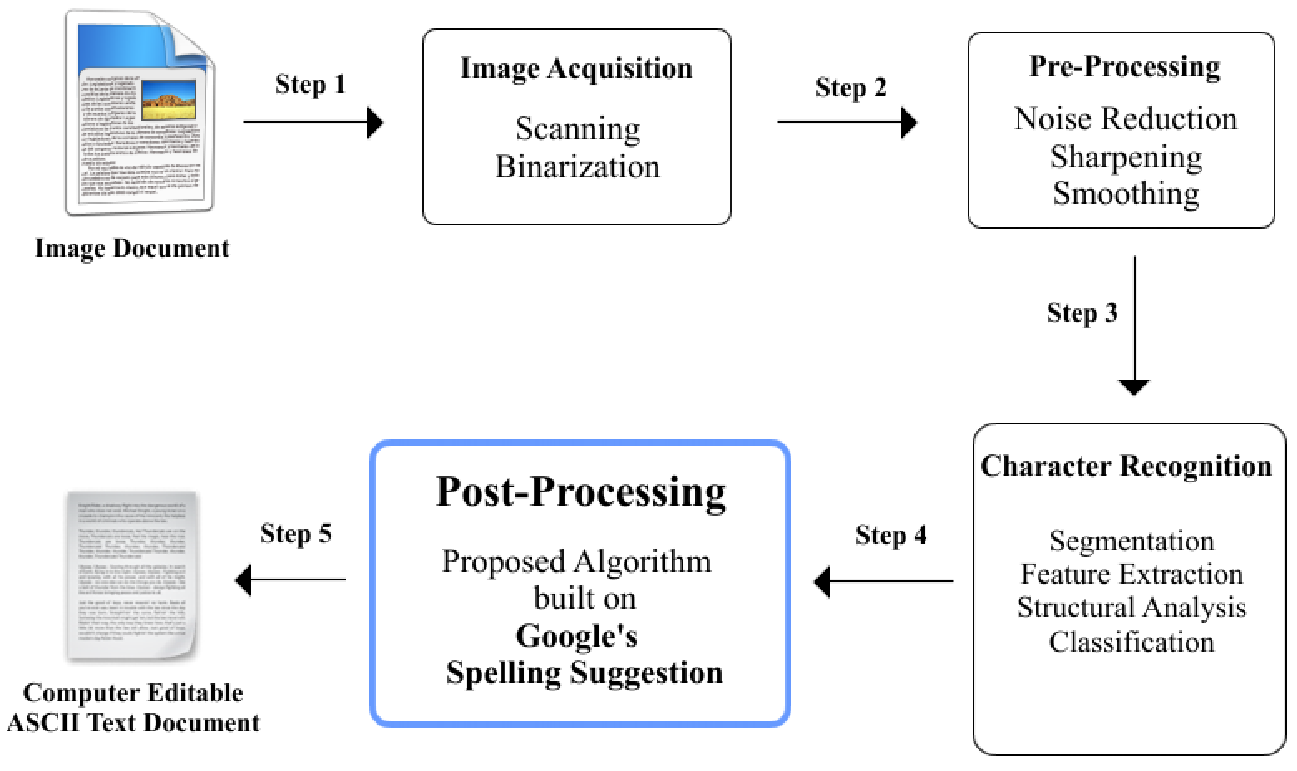 Step 1
Image Acquisition
Scanning
Binarization
Step 2
Pre-Processing
Noise Reduction
Sharpening
Smoothing
Image Document
Step 3
Character Recognition
Segmentation
Feature Extraction
Structural Analysis
Classification
Step 4
Post-Processing
Proposed Algorithm
built on
Google's
Spelling Suggestion
Step 5
Computer Editable
ASCII Text Document